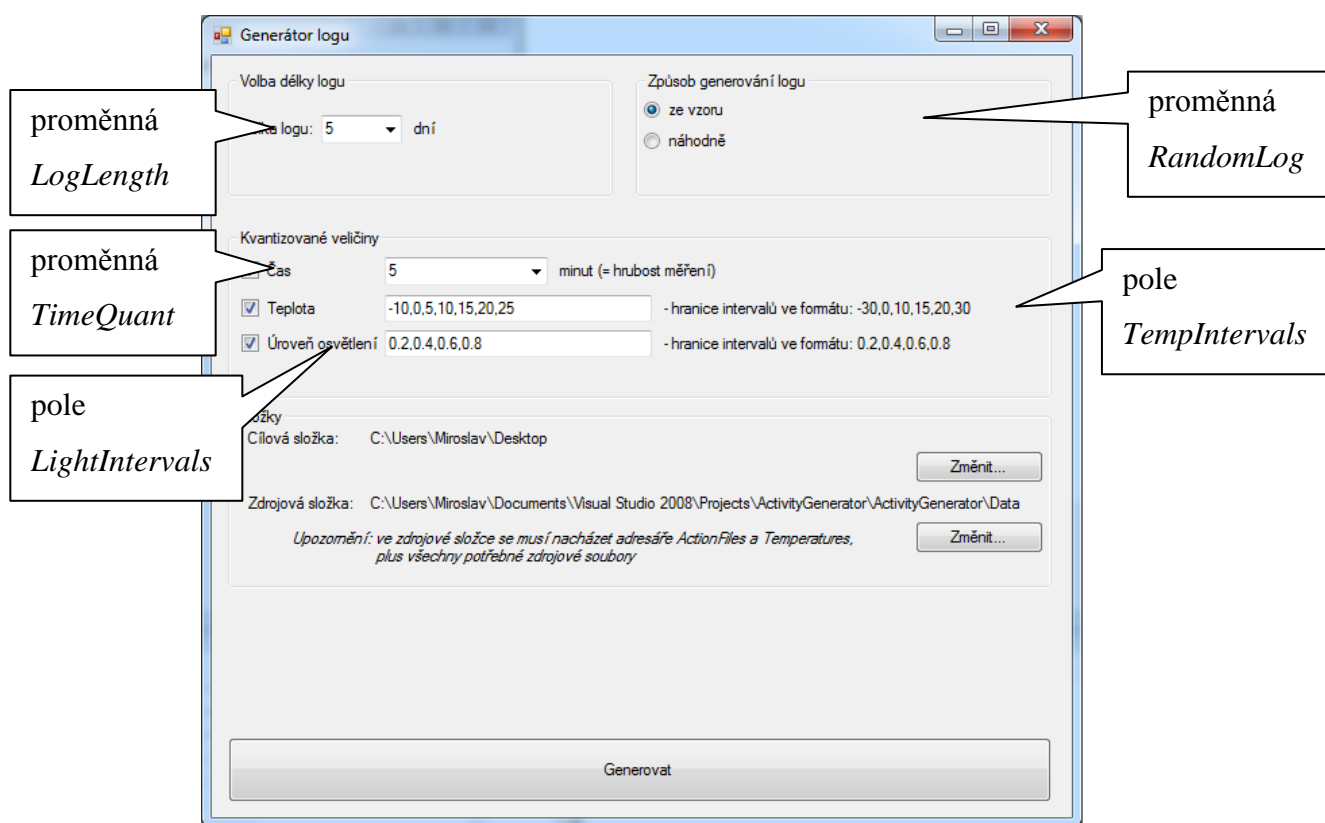 Generátor logu
Volba délky logu
logu: 5 dní
Způsob generování logu
ze vzoru
náhodně
proměnná
LogLength
proměnná
RandomLog
Kvantizované veličiny
Čas 5 minut (= hrubost měření)
Teplota -10,0,5,10,15,20,25 - hranice intervalů ve formátu: -30,0,10,15,20,30
Úroveň osvětlení 0.2,0.4,0.6,0.8 - hranice intervalů ve formátu: 0.2,0.4,0.6,0.8
proměnná
TimeQuant
pole
TempIntervals
pole
LightIntervals
Cílová složka: C:\Users\Miroslav\Desktop
Změnit...
Zdrojová složka: C:\Users\Miroslav\Documents\Visual Studio 2008\Projects\ActivityGenerator\ActivityGenerator\Data
Upozornění: ve zdrojové složce se musí nacházet adresáře ActionFiles a Temperatures,
plus všechny potřebné zdrojové soubory
Změnit...
Generovat